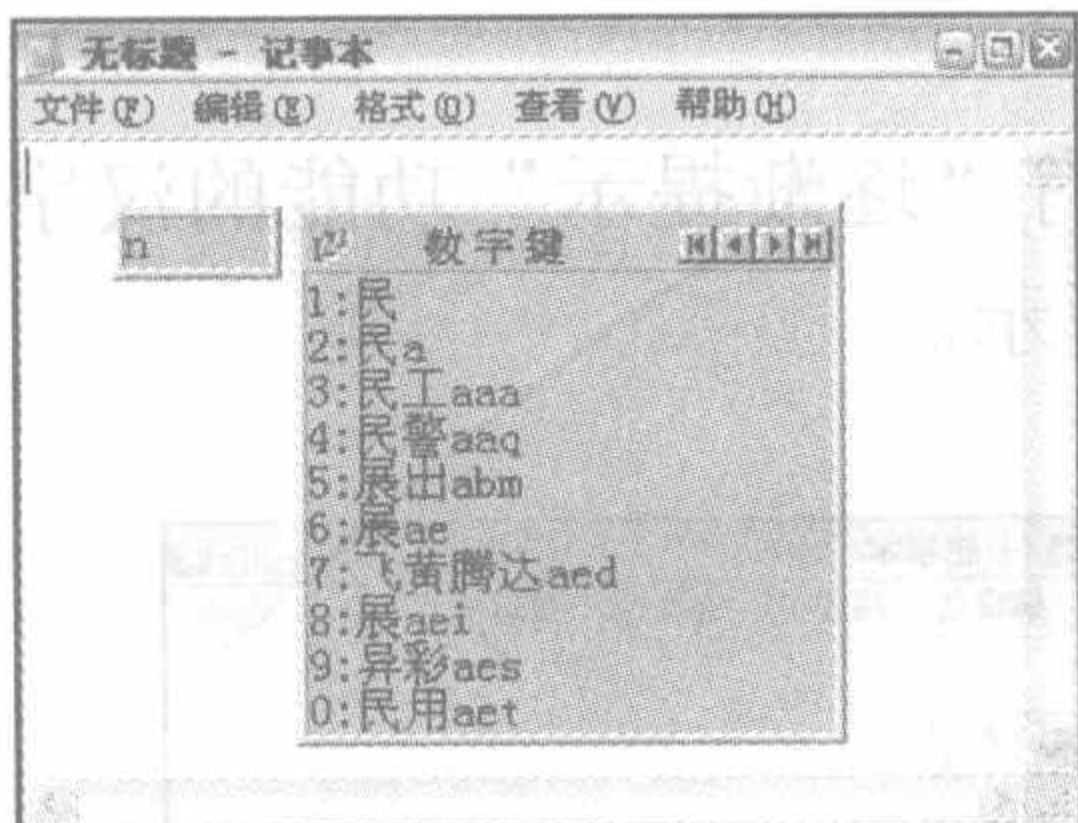 无标题 - 记事本
文件(F) 编辑(E) 格式(O) 查看(V) 帮助(H)
n
数字键
1:民
2:民a
3:民工aaa
4:民警aaq
5:展出abm
6:展ae
7:飞黄腾达aed
8:展aei
9:异彩aes
0:民用aet